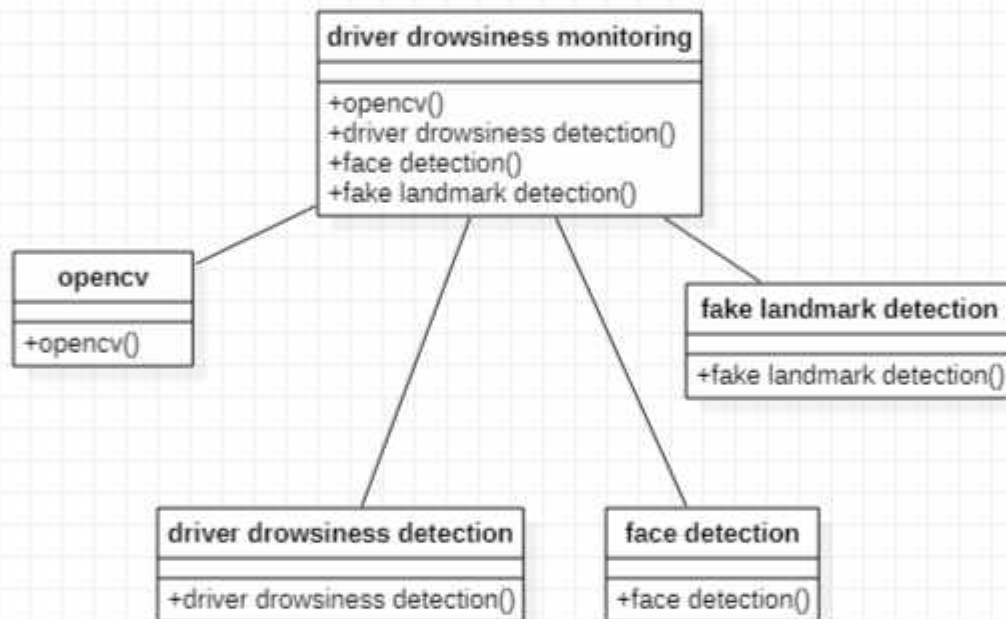 driver drowsiness monitoring
+opencv()
+driver drowsiness detection()
+face detection()
+fake landmark detection()
opencv
+opencv()
fake landmark detection
+fake landmark detection()
driver drowsiness detection
+driver drowsiness detection()
face detection
+face detection()